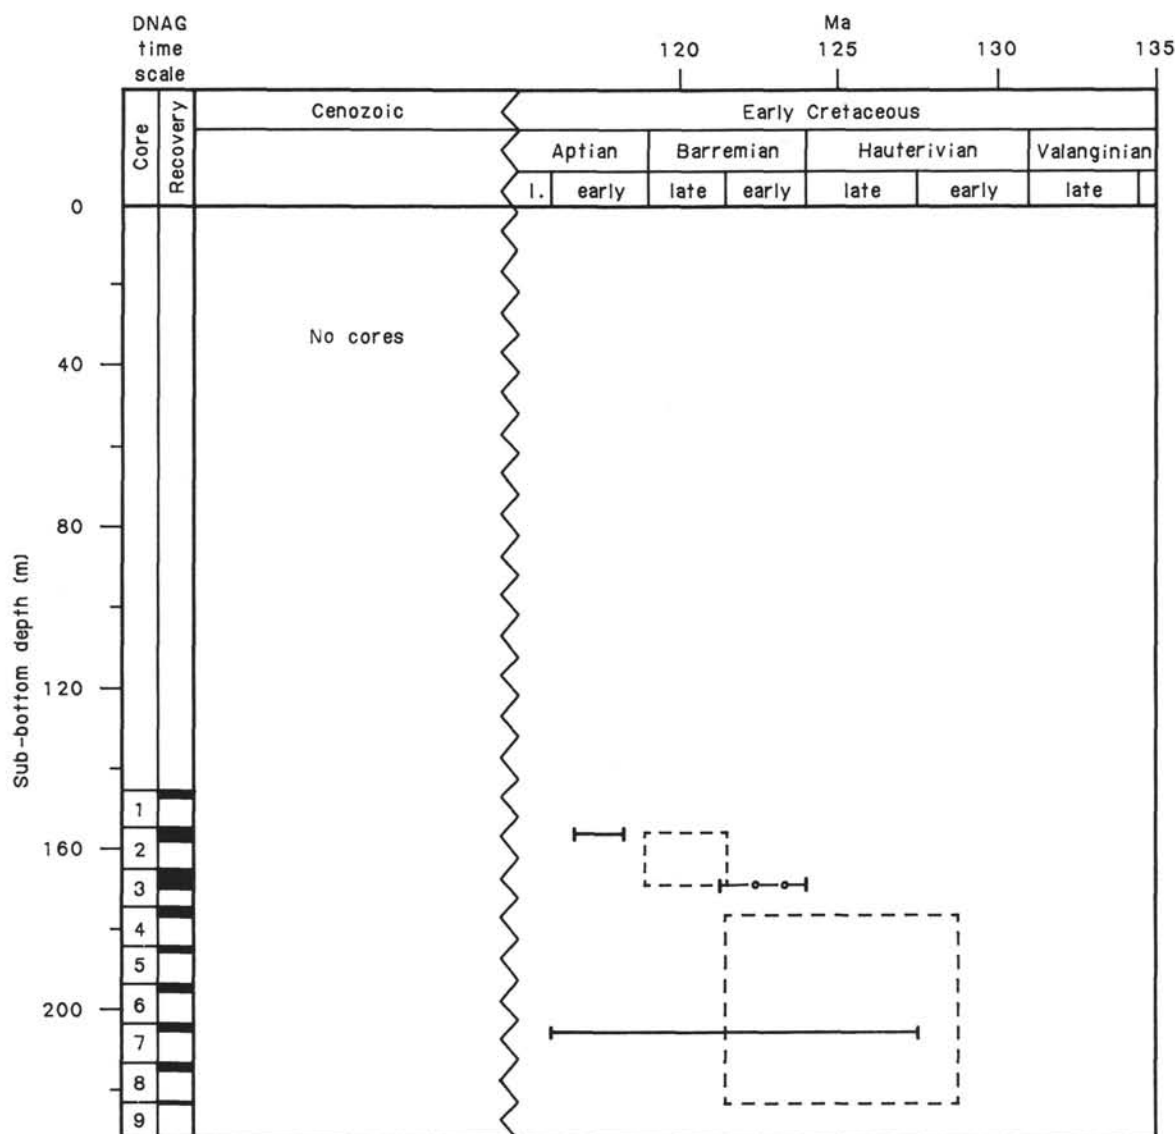 DNAG
time
scale
Ma
120 125 130 135
Core
Recovery
Cenozoic
Early Cretaceous
Aptian Barremian Hauterivian Valanginian
l. early late early late early late
0
No cores
40
80
Sub-bottom depth (m)
120
1
2
160
3
4
5
6
200
7
8
9